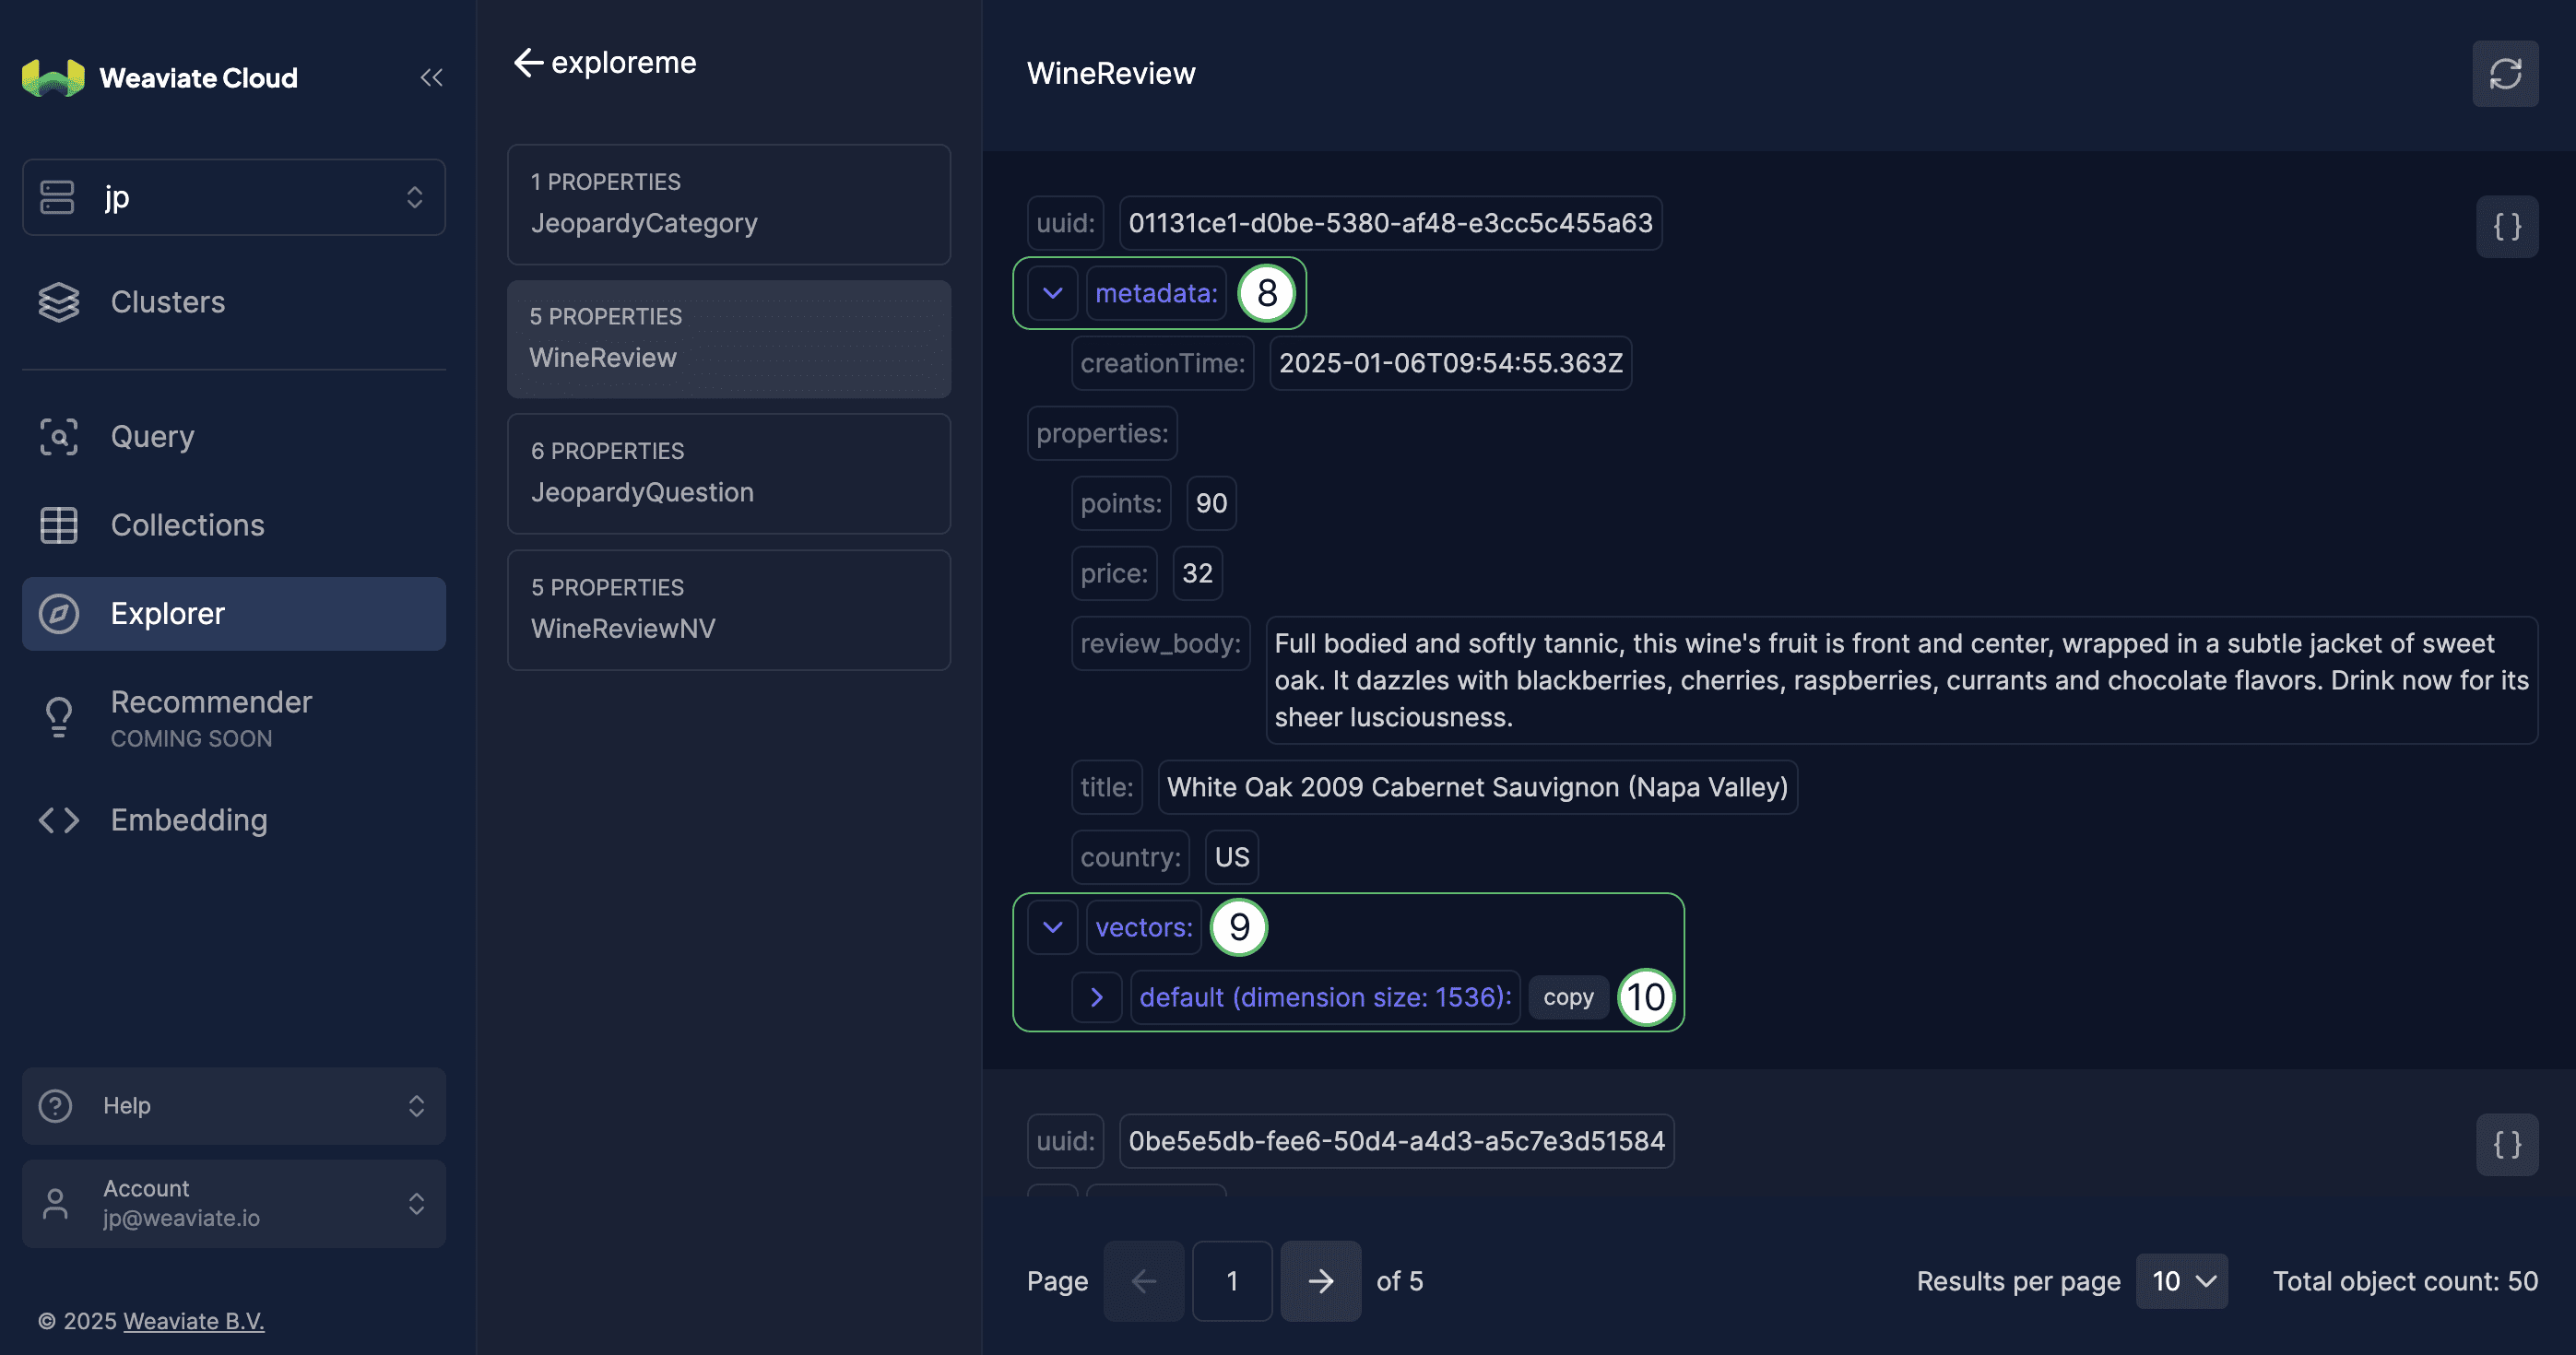 Weaviate Cloud
jp
Clusters
Query
Collections
Explorer
Recommender
COMING SOON
Embedding
Help
Account
jp@weaviate.io
© 2025 Weaviate B.V.
exploreme
1 PROPERTIES
JeopardyCategory
5 PROPERTIES
WineReview
6 PROPERTIES
JeopardyQuestion
5 PROPERTIES
WineReviewNV
WineReview
uuid: 01131ce1-d0be-5380-af48-e3cc5c455a63
{ }
metadata: 8
creationTime: 2025-01-06T09:54:55.363Z
properties:
points: 90
price: 32
review_body: Full bodied and softly tannic, this wine's fruit is front and center, wrapped in a subtle jacket of sweet
oak. It dazzles with blackberries, cherries, raspberries, currants and chocolate flavors. Drink now for its
sheer lusciousness.
title: White Oak 2009 Cabernet Sauvignon (Napa Valley)
country: US
vectors: 9
default (dimension size: 1536): copy 10
uuid: 0be5e5db-fee6-50d4-a4d3-a5c7e3d51584
{ }
Page 1 of 5
Results per page 10
Total object count: 50